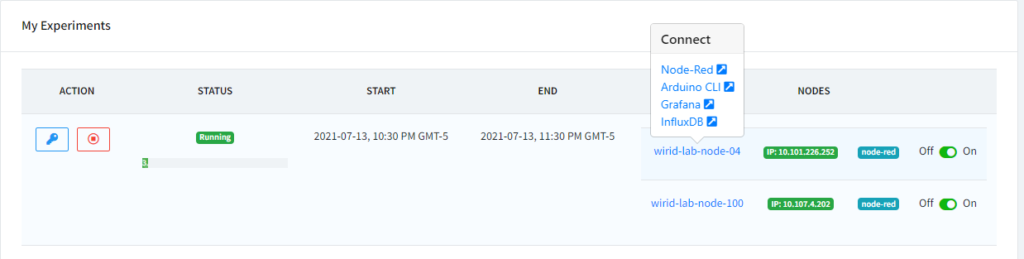 My Experiments
Connect
Node-Red
Arduino CLI
Grafana
InfluxDB
ACTION STATUS START END NODES
Running 2021-07-13, 10:30 PM GMT-5 2021-07-13, 11:30 PM GMT-5
wirid-lab-node-04 IP: 10.101.226.252 node-red Off On
wirid-lab-node-100 IP: 10.107.4.202 node-red Off On